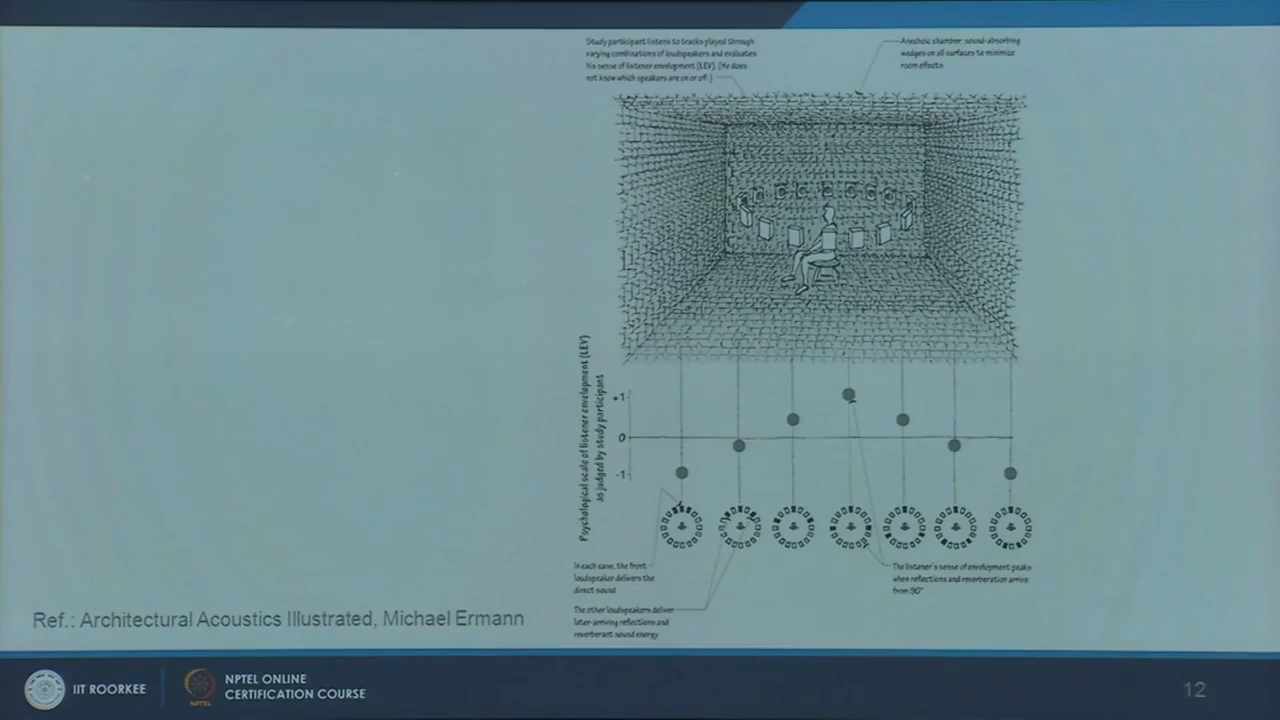 Study participant listens to tracks played through
varying combinations of loudspeakers and evaluates
his sense of listener envelopment (LEV). [He does
not know which speakers are on or off.]
Anechoic chamber: sound-absorbing
wedges on all surfaces to minimize
room effects
Psychological scale of listener envelopment (LEV)
as judged by study participant
+1
0
-1
In each case, the front
loudspeaker delivers the
direct sound
The other loudspeakers deliver
later-arriving reflections and
reverberant sound energy
The listener's sense of envelopment peaks
when reflections and reverberation arrive
from 90°
Ref.: Architectural Acoustics Illustrated, Michael Ermann
IIT ROORKEE
NPTEL
NPTEL ONLINE
CERTIFICATION COURSE
12